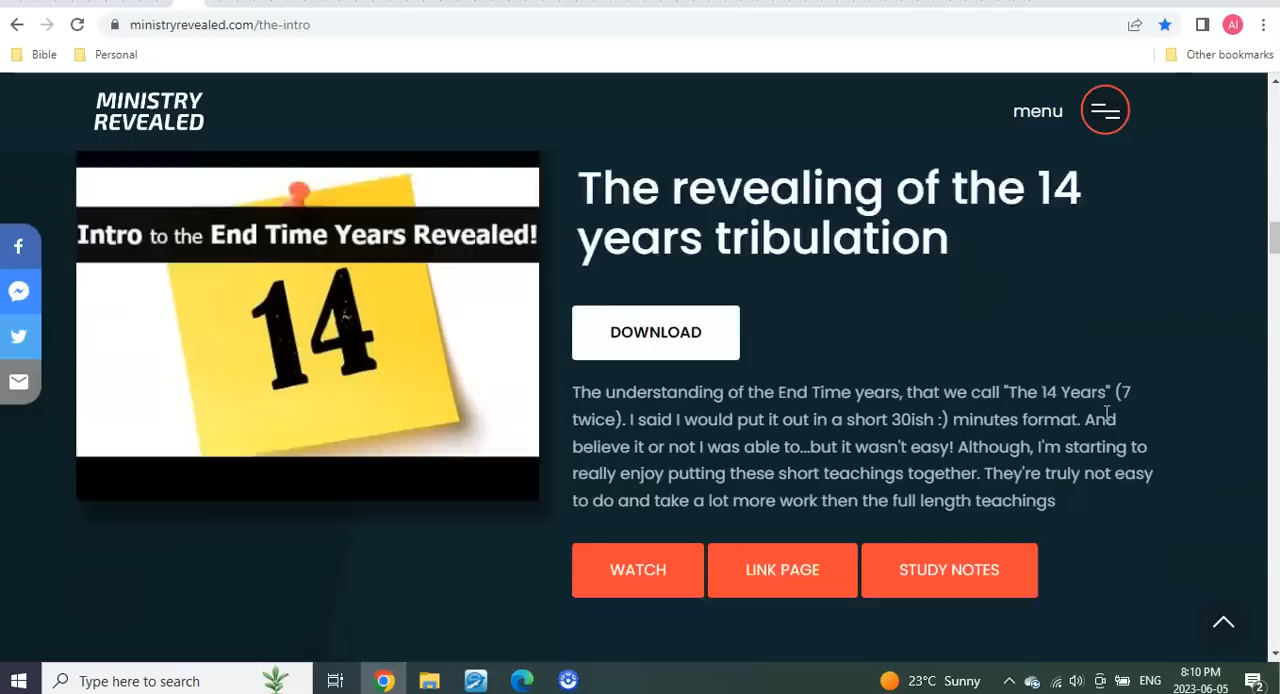 ministryrevealed.com/the-intro
AI
Bible
Personal
Other bookmarks
MINISTRY
REVEALED
menu
Intro to the End Time Years Revealed!
14
The revealing of the 14
years tribulation
DOWNLOAD
The understanding of the End Time years, that we call "The 14 Years" (7
twice). I said I would put it out in a short 30ish :) minutes format. And
believe it or not I was able to...but it wasn't easy! Although, I'm starting to
really enjoy putting these short teachings together. They're truly not easy
to do and take a lot more work then the full length teachings
WATCH
LINK PAGE
STUDY NOTES
Type here to search
23°C Sunny
ENG
8:10 PM
2023-06-05
2